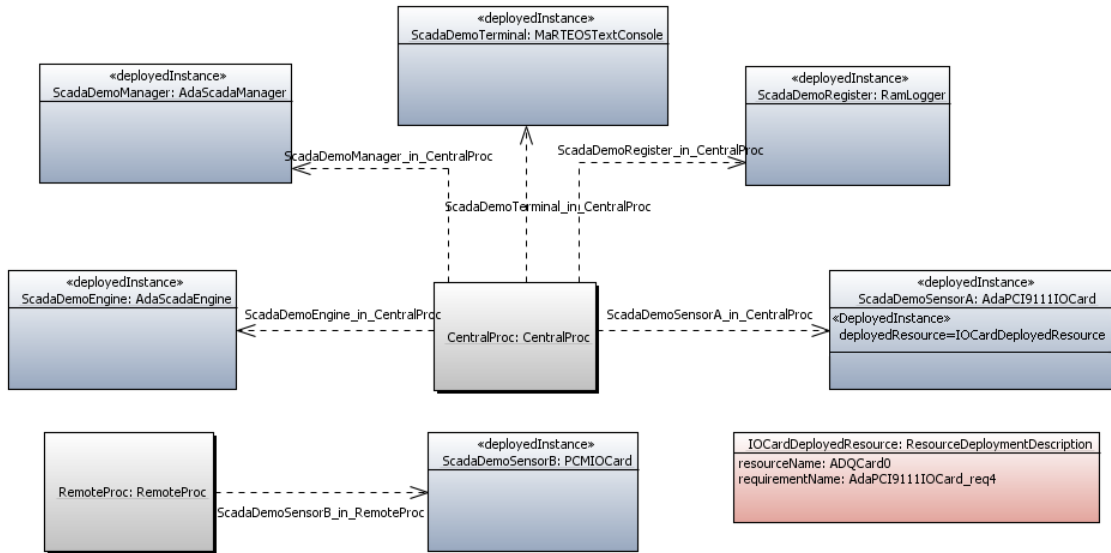 «deployedInstance»
ScadaDemoTerminal: MaRTEOSTextConsole
«deployedInstance»
ScadaDemoManager: AdaScadaManager
«deployedInstance»
ScadaDemoRegister: RamLogger
ScadaDemoManager_in_CentralProc
ScadaDemoRegister_in_CentralProc
ScadaDemoTerminal_in_CentralProc
«deployedInstance»
ScadaDemoEngine: AdaScadaEngine
ScadaDemoEngine_in_CentralProc
CentralProc: CentralProc
ScadaDemoSensorA_in_CentralProc
«deployedInstance»
ScadaDemoSensorA: AdaPCI9111IOCard
«DeployedInstance»
deployedResource=IOCardDeployedResource
RemoteProc: RemoteProc
ScadaDemoSensorB_in_RemoteProc
«deployedInstance»
ScadaDemoSensorB: PCMIOCard
IOCardDeployedResource: ResourceDeploymentDescription
resourceName: ADQCard0
requirementName: AdaPCI9111IOCard_req4